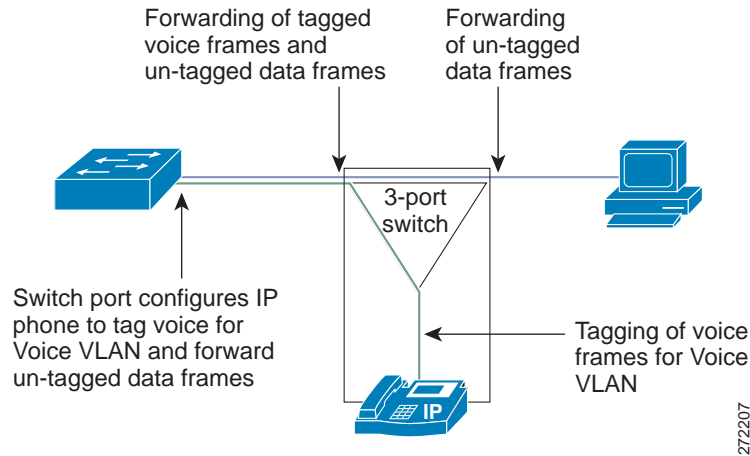 Forwarding of tagged
voice frames and
un-tagged data frames
Forwarding
of un-tagged
data frames
3-port
switch
Switch port configures IP
phone to tag voice for
Voice VLAN and forward
un-tagged data frames
Tagging of voice
frames for Voice
VLAN
IP
272207